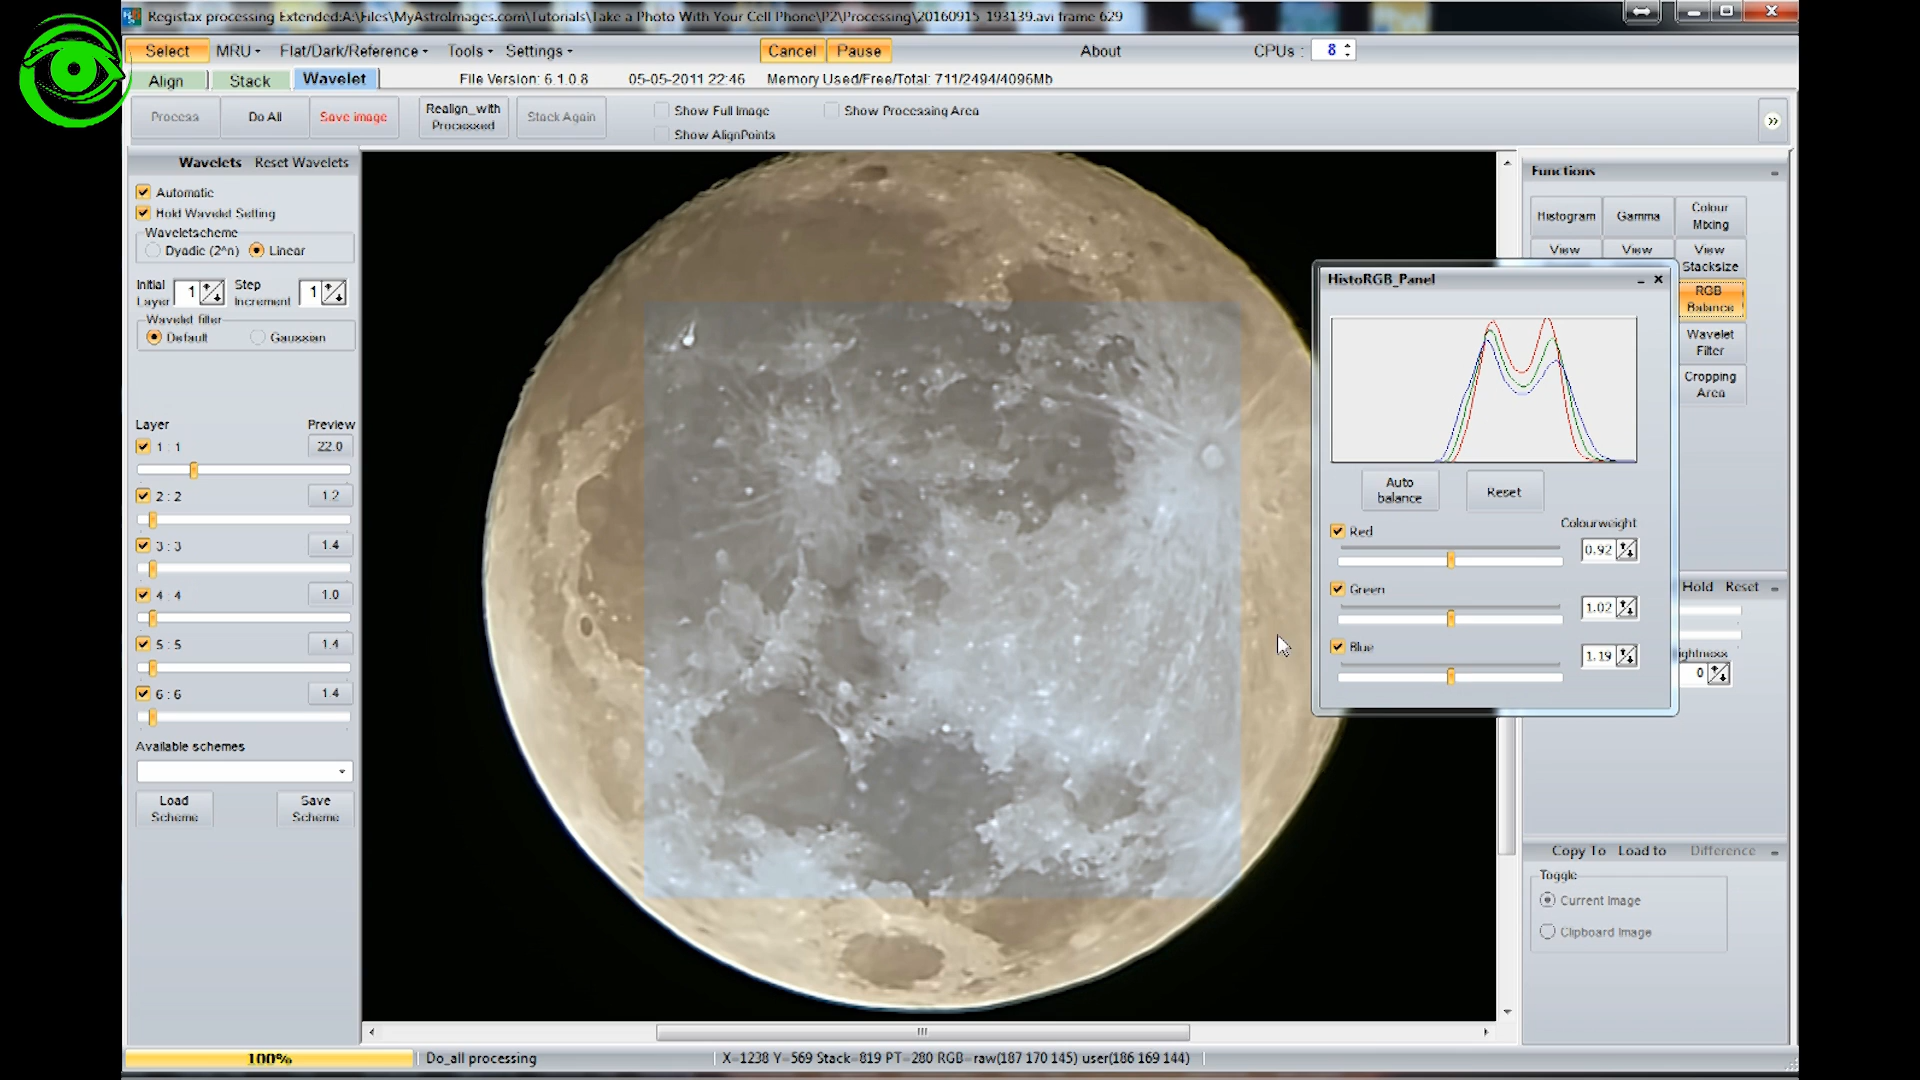 Registax processing Extended:A:\Files\MyAstroImages.com\Tutorials\Take a Photo With Your Cell Phone\P2\Processing\20160915_193139.avi frame 629
Select MRU Flat/Dark/Reference Tools Settings Cancel Pause About CPUs : 8
Align Stack Wavelet File Version: 6.1.0.8 05-05-2011 22:46 Memory Used/Free/Total: 711/2494/4096Mb
Process Do All Save image Realign_with Processed Stack Again Show Full Image Show Processing Area
Show AlignPoints
Wavelets Reset Wavelets
Automatic
Hold Wavelet Setting
Waveletscheme
Dyadic (2^n) Linear
Initial Layer 1 Step Increment 1
Wavelet filter
Default Gaussian
Layer Preview
1 : 1 22.0
2 : 2 1.2
3 : 3 1.4
4 : 4 1.0
5 : 5 1.4
6 : 6 1.4
Available schemes
Load Scheme Save Scheme
Functions
Histogram Gamma Colour Mixing
View View View Stacksize
RGB Balance
Wavelet Filter
Cropping Area
HistoRGB_Panel
Auto balance Reset
Colourweight
Red 0.92
Green 1.02
Blue 1.19
Hold Reset
ightness
0
Copy To Load to Difference
Toggle
Current Image
Clipboard Image
100% Do_all processing X=1238 Y=569 Stack=819 PT=280 RGB=raw(187 170 145) user(186 169 144)